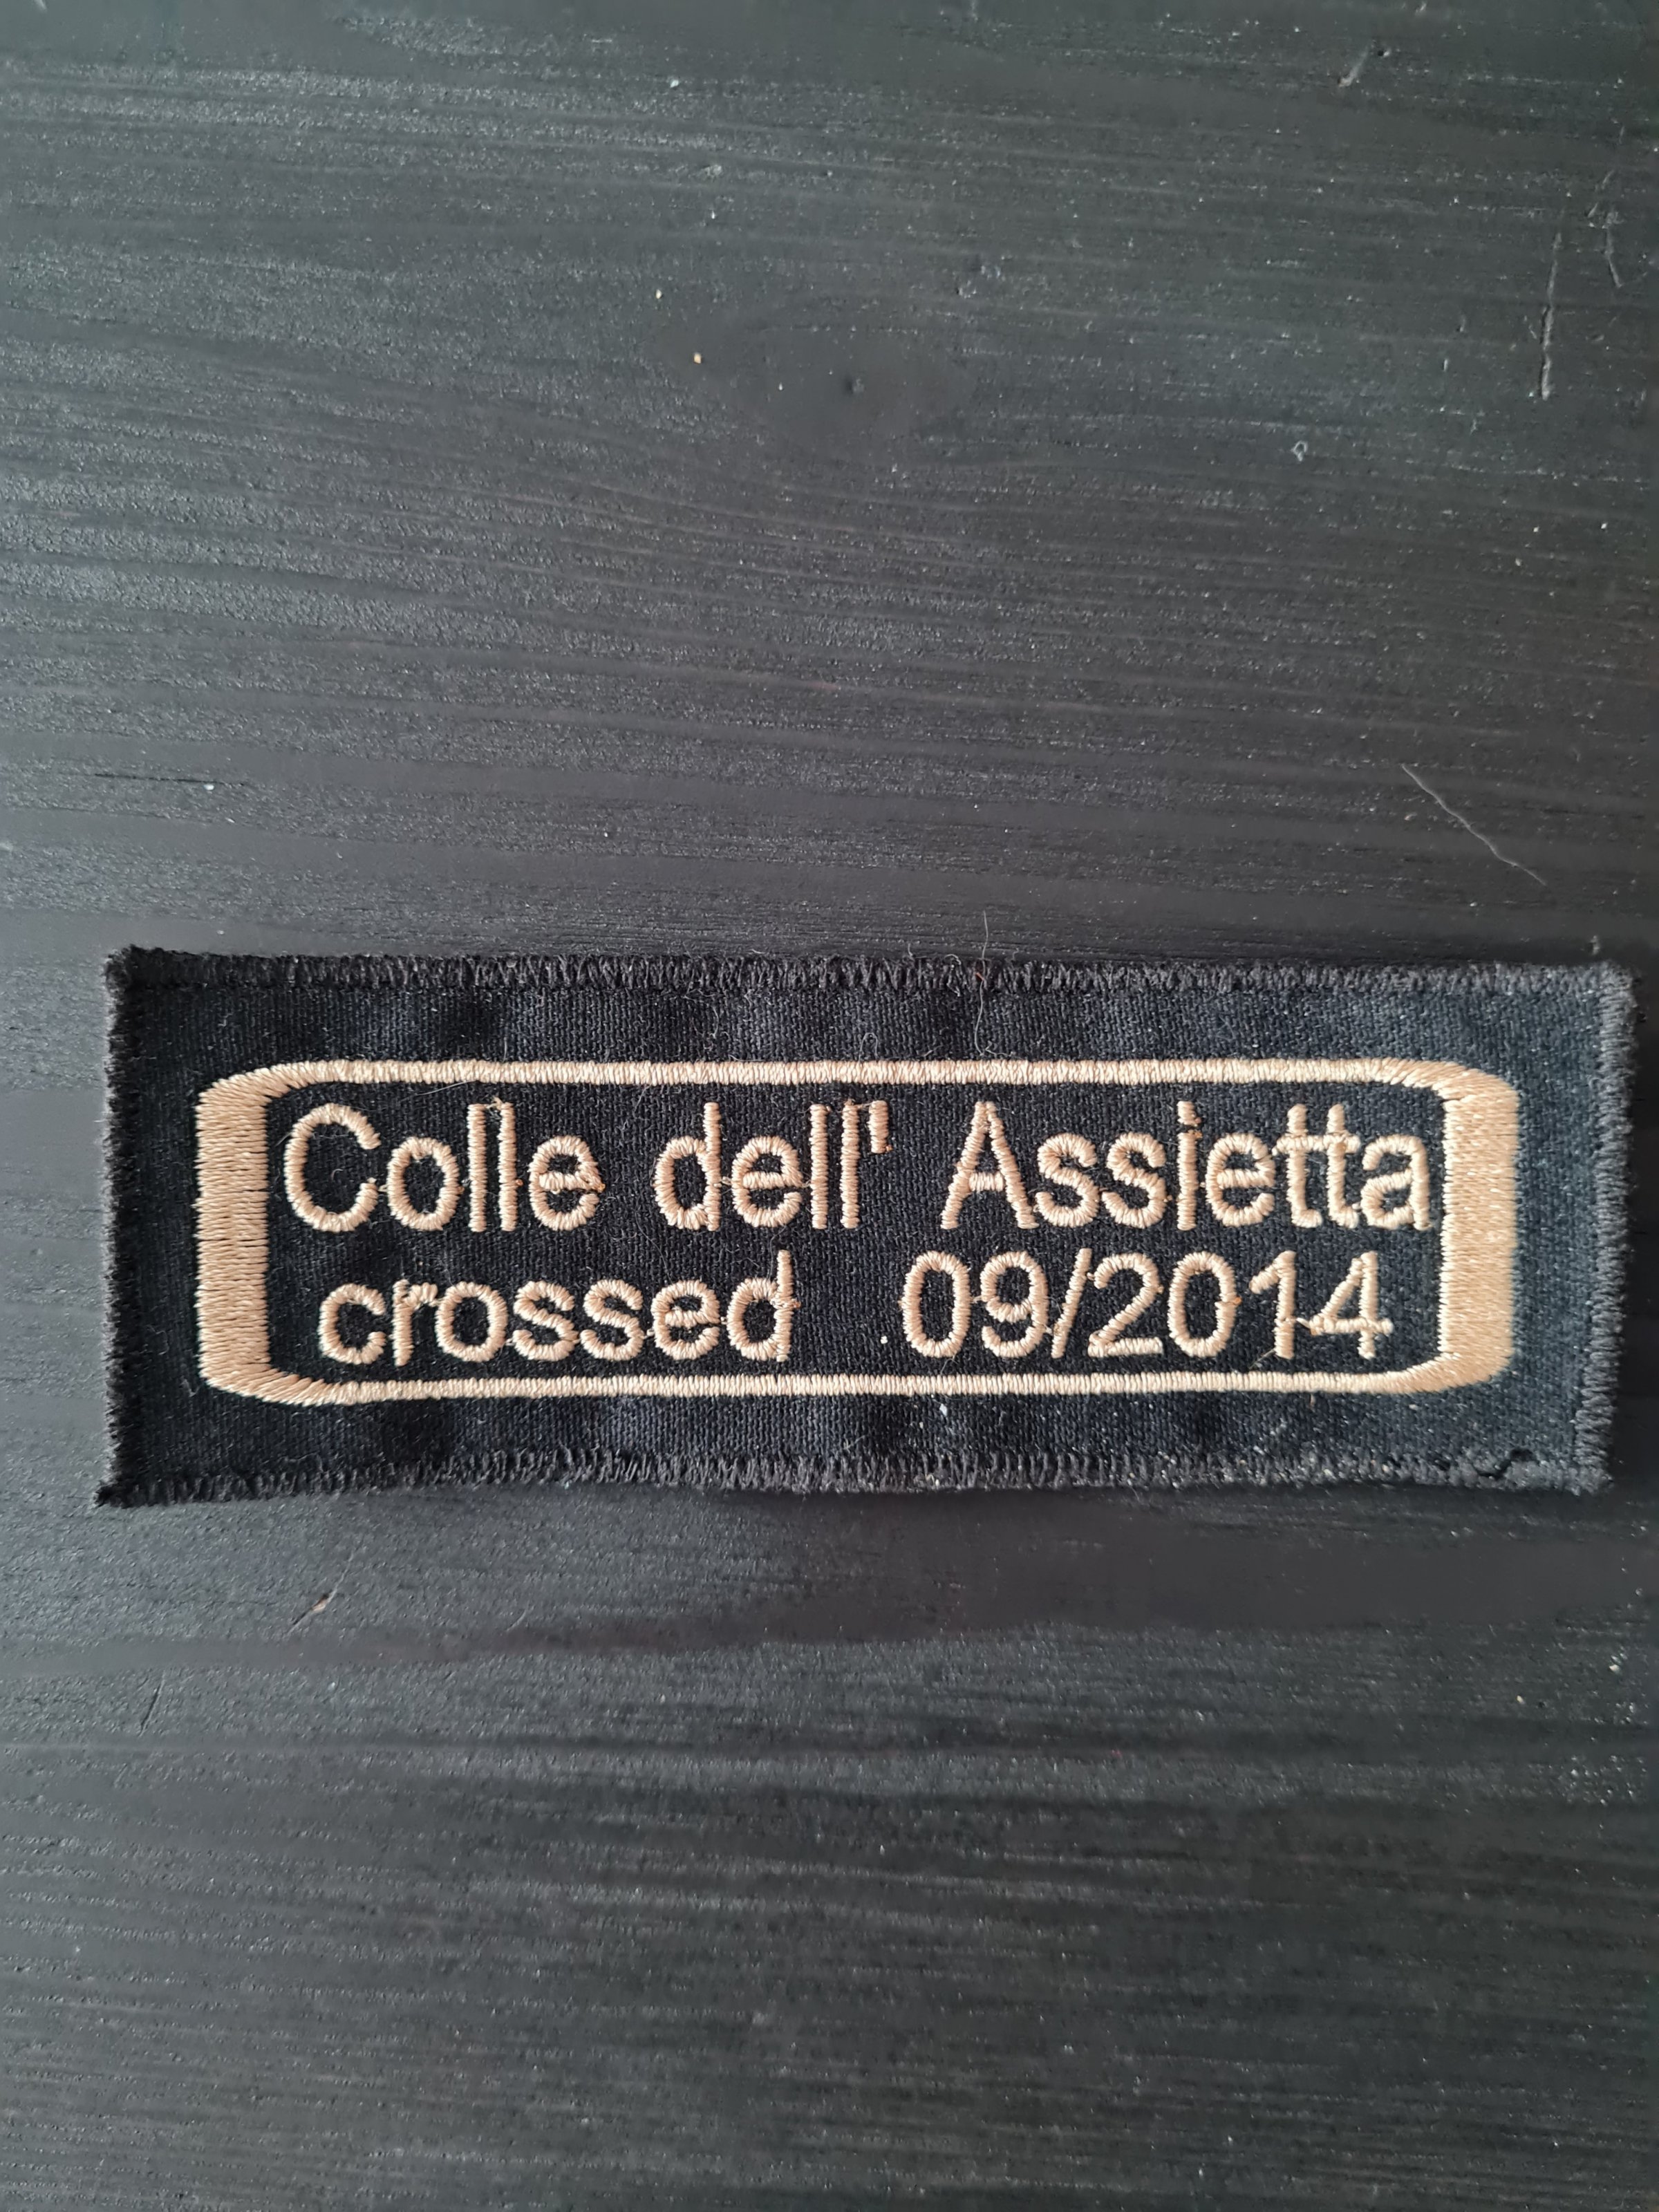 Colle dell' Assietta
crossed 09/2014